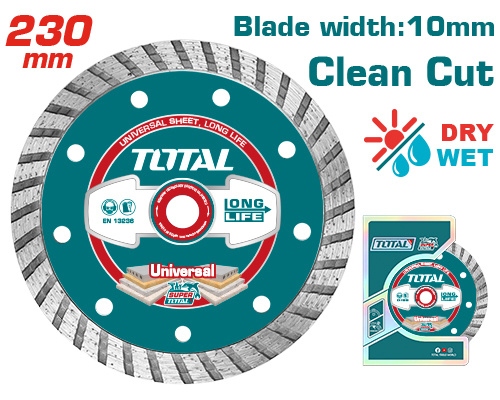 230
mm
Blade width:10mm
Clean Cut
DRY
WET
UNIVERSAL SHEET, LONG LIFE
TOTAL
EN 13236
LONG
LIFE
Universal
SUPER
TOTAL
TOTAL
TOTAL